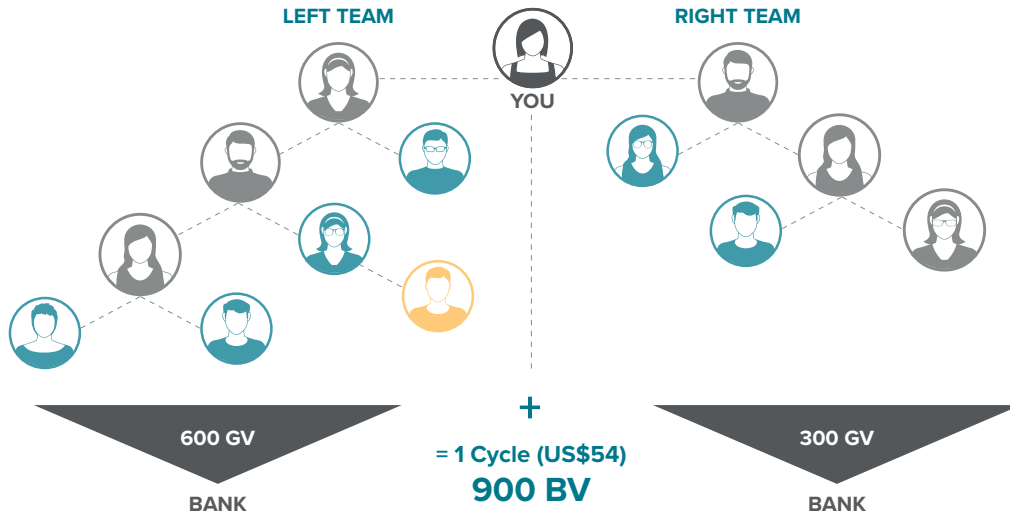 LEFT TEAM
RIGHT TEAM
YOU
600 GV
BANK
+
= 1 Cycle (US$54)
900 BV
300 GV
BANK